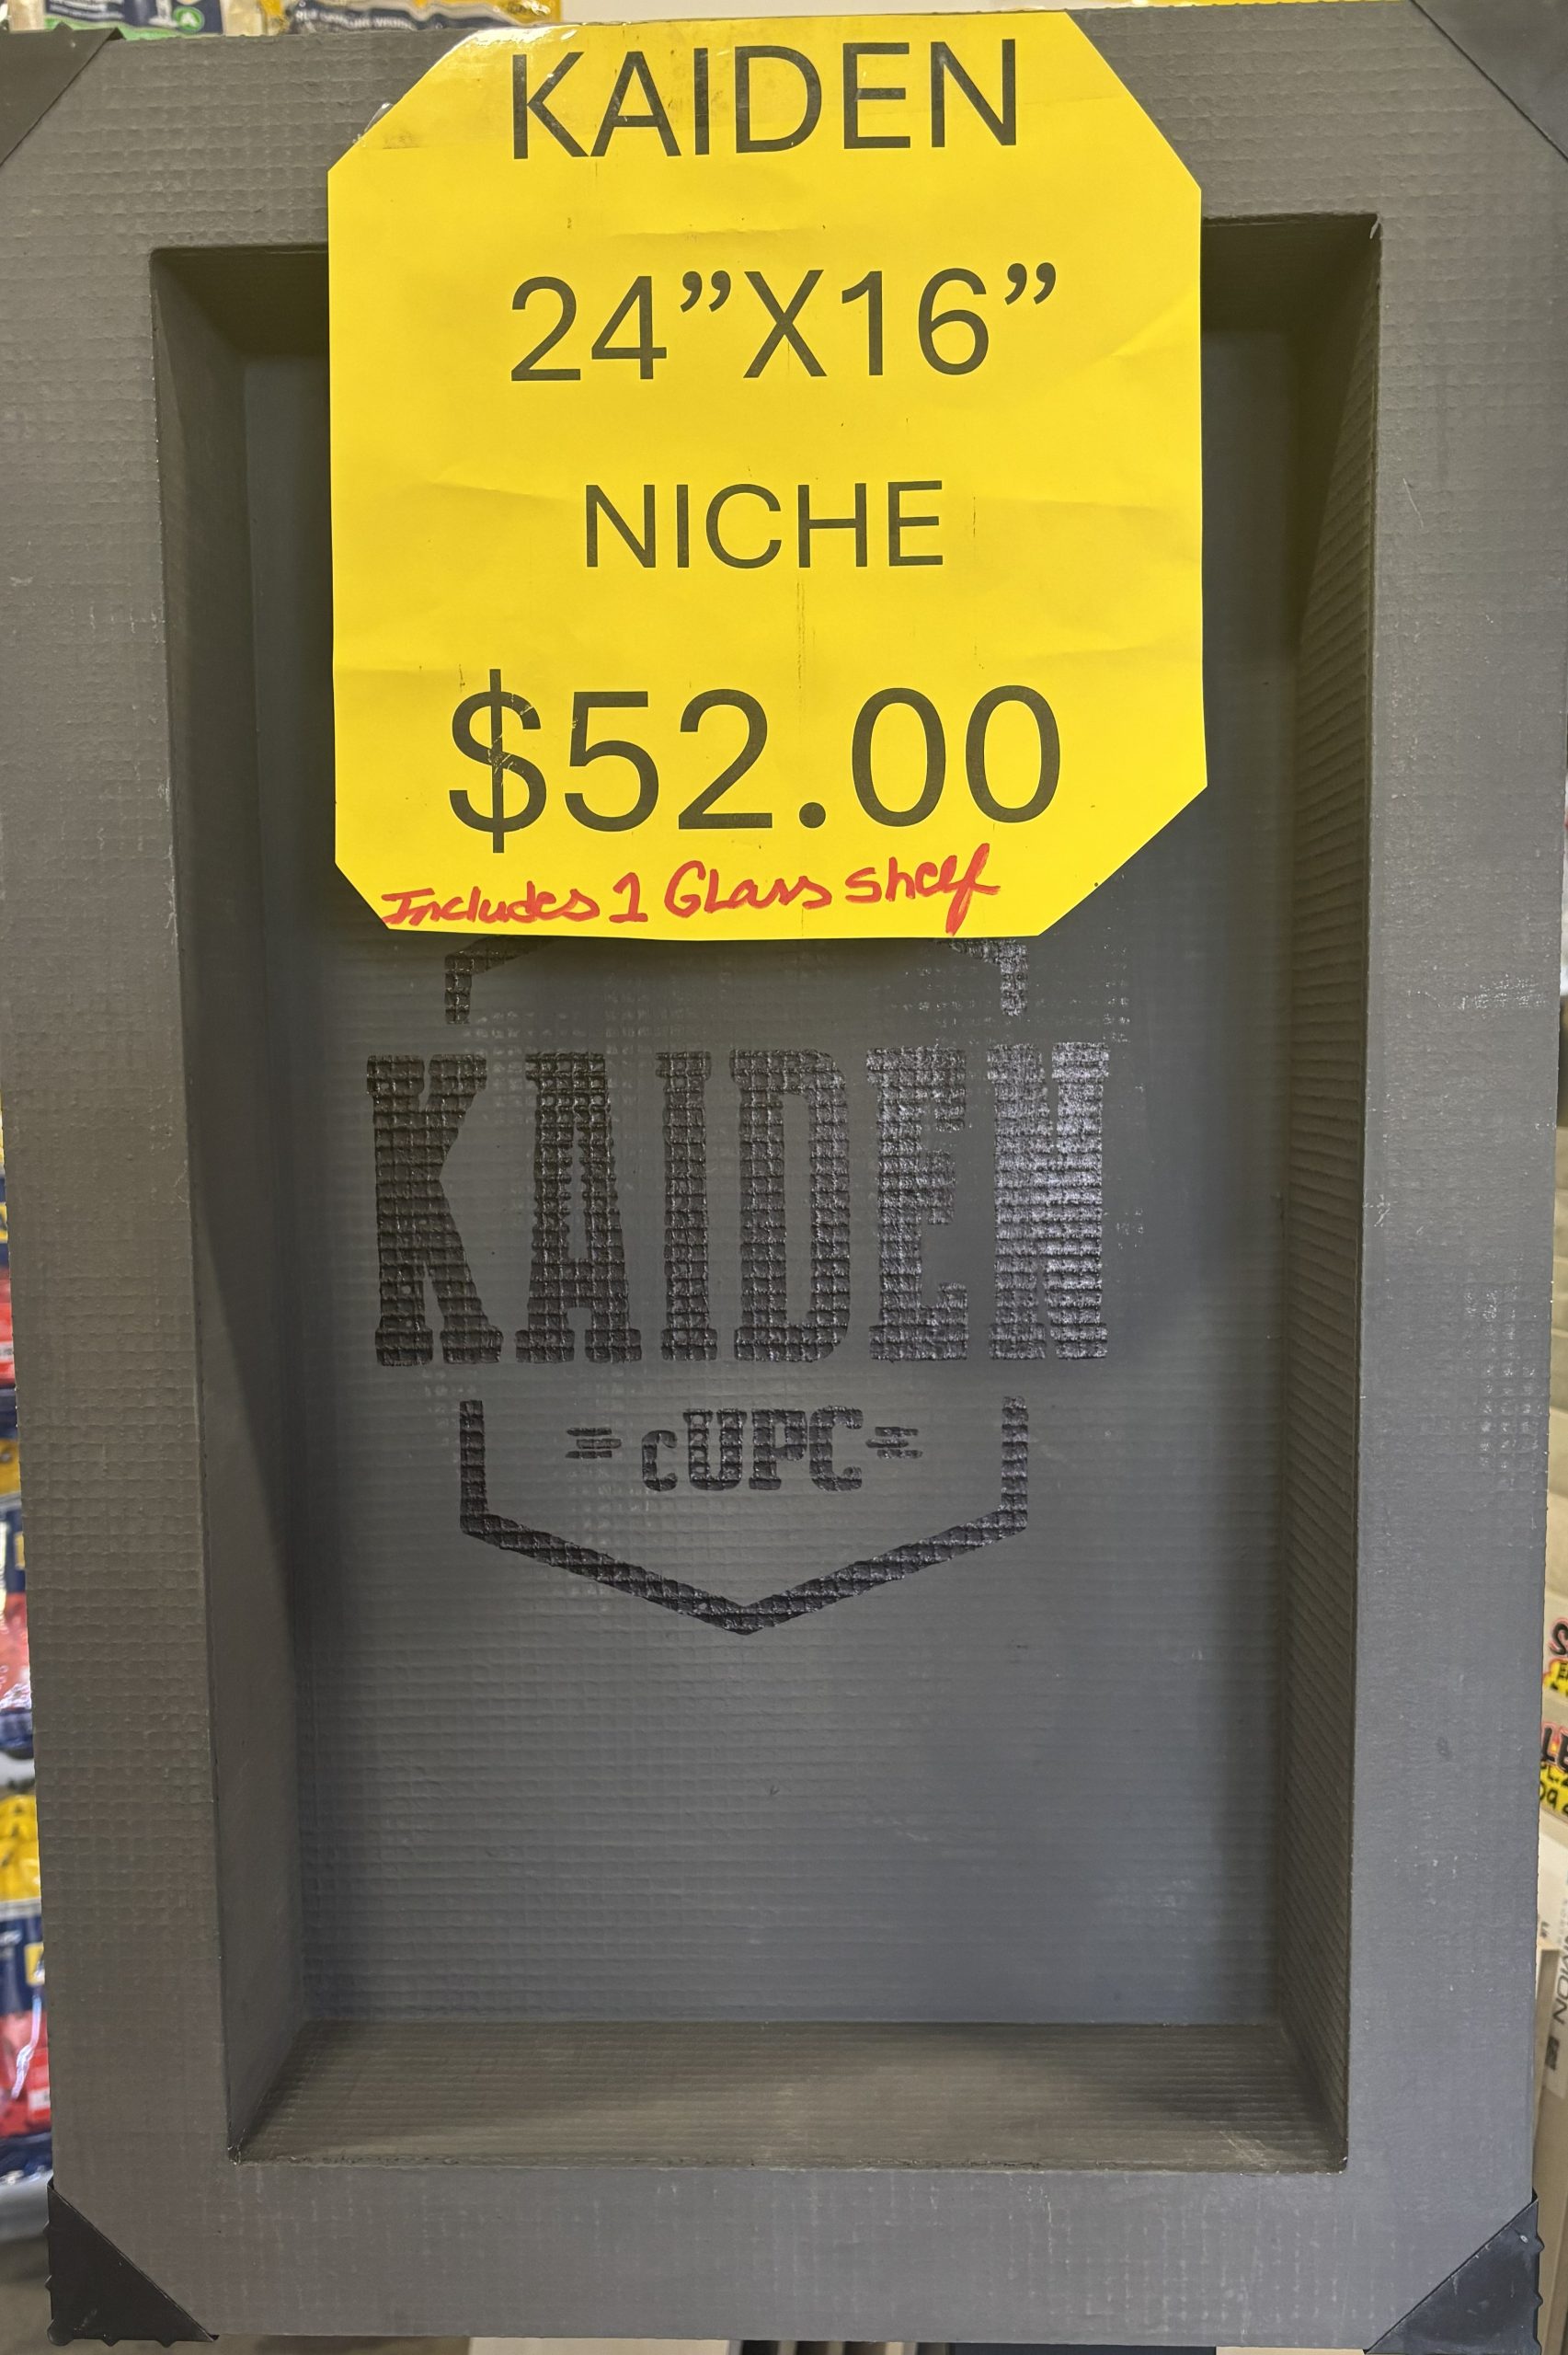 KAIDEN
24”X16”
NICHE
$52.00
Includes 1 Glass shelf
KAIDEN
cUPC